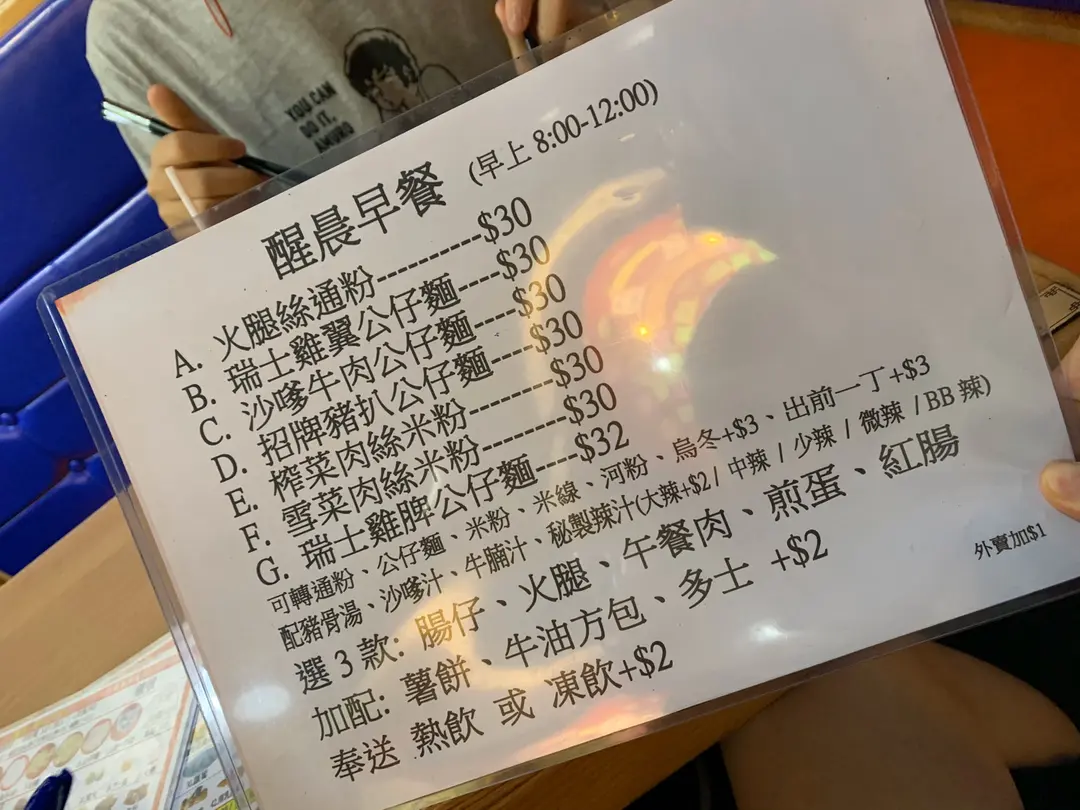 YOU CAN
DO IT,
AMURO
醒晨早餐 (早上 8:00-12:00)
A. 火腿絲通粉----------$30
B. 瑞士雞翼公仔麵----$30
C. 沙嗲牛肉公仔麵----$30
D. 招牌豬扒公仔麵----$30
E. 榨菜肉絲米粉--------$30
F. 雪菜肉絲米粉--------$30
G. 瑞士雞脾公仔麵----$32
可轉通粉、公仔麵、米粉、米線、河粉、烏冬+$3、出前一丁+$3
配豬骨湯、沙嗲汁、牛腩汁、秘製辣汁(大辣+$2/ 中辣 / 少辣 / 微辣 / BB 辣)
選 3 款: 腸仔、火腿、午餐肉、煎蛋、紅腸
加配: 薯餅、牛油方包、多士 +$2
奉送 熱飲 或 凍飲+$2
外賣加$1